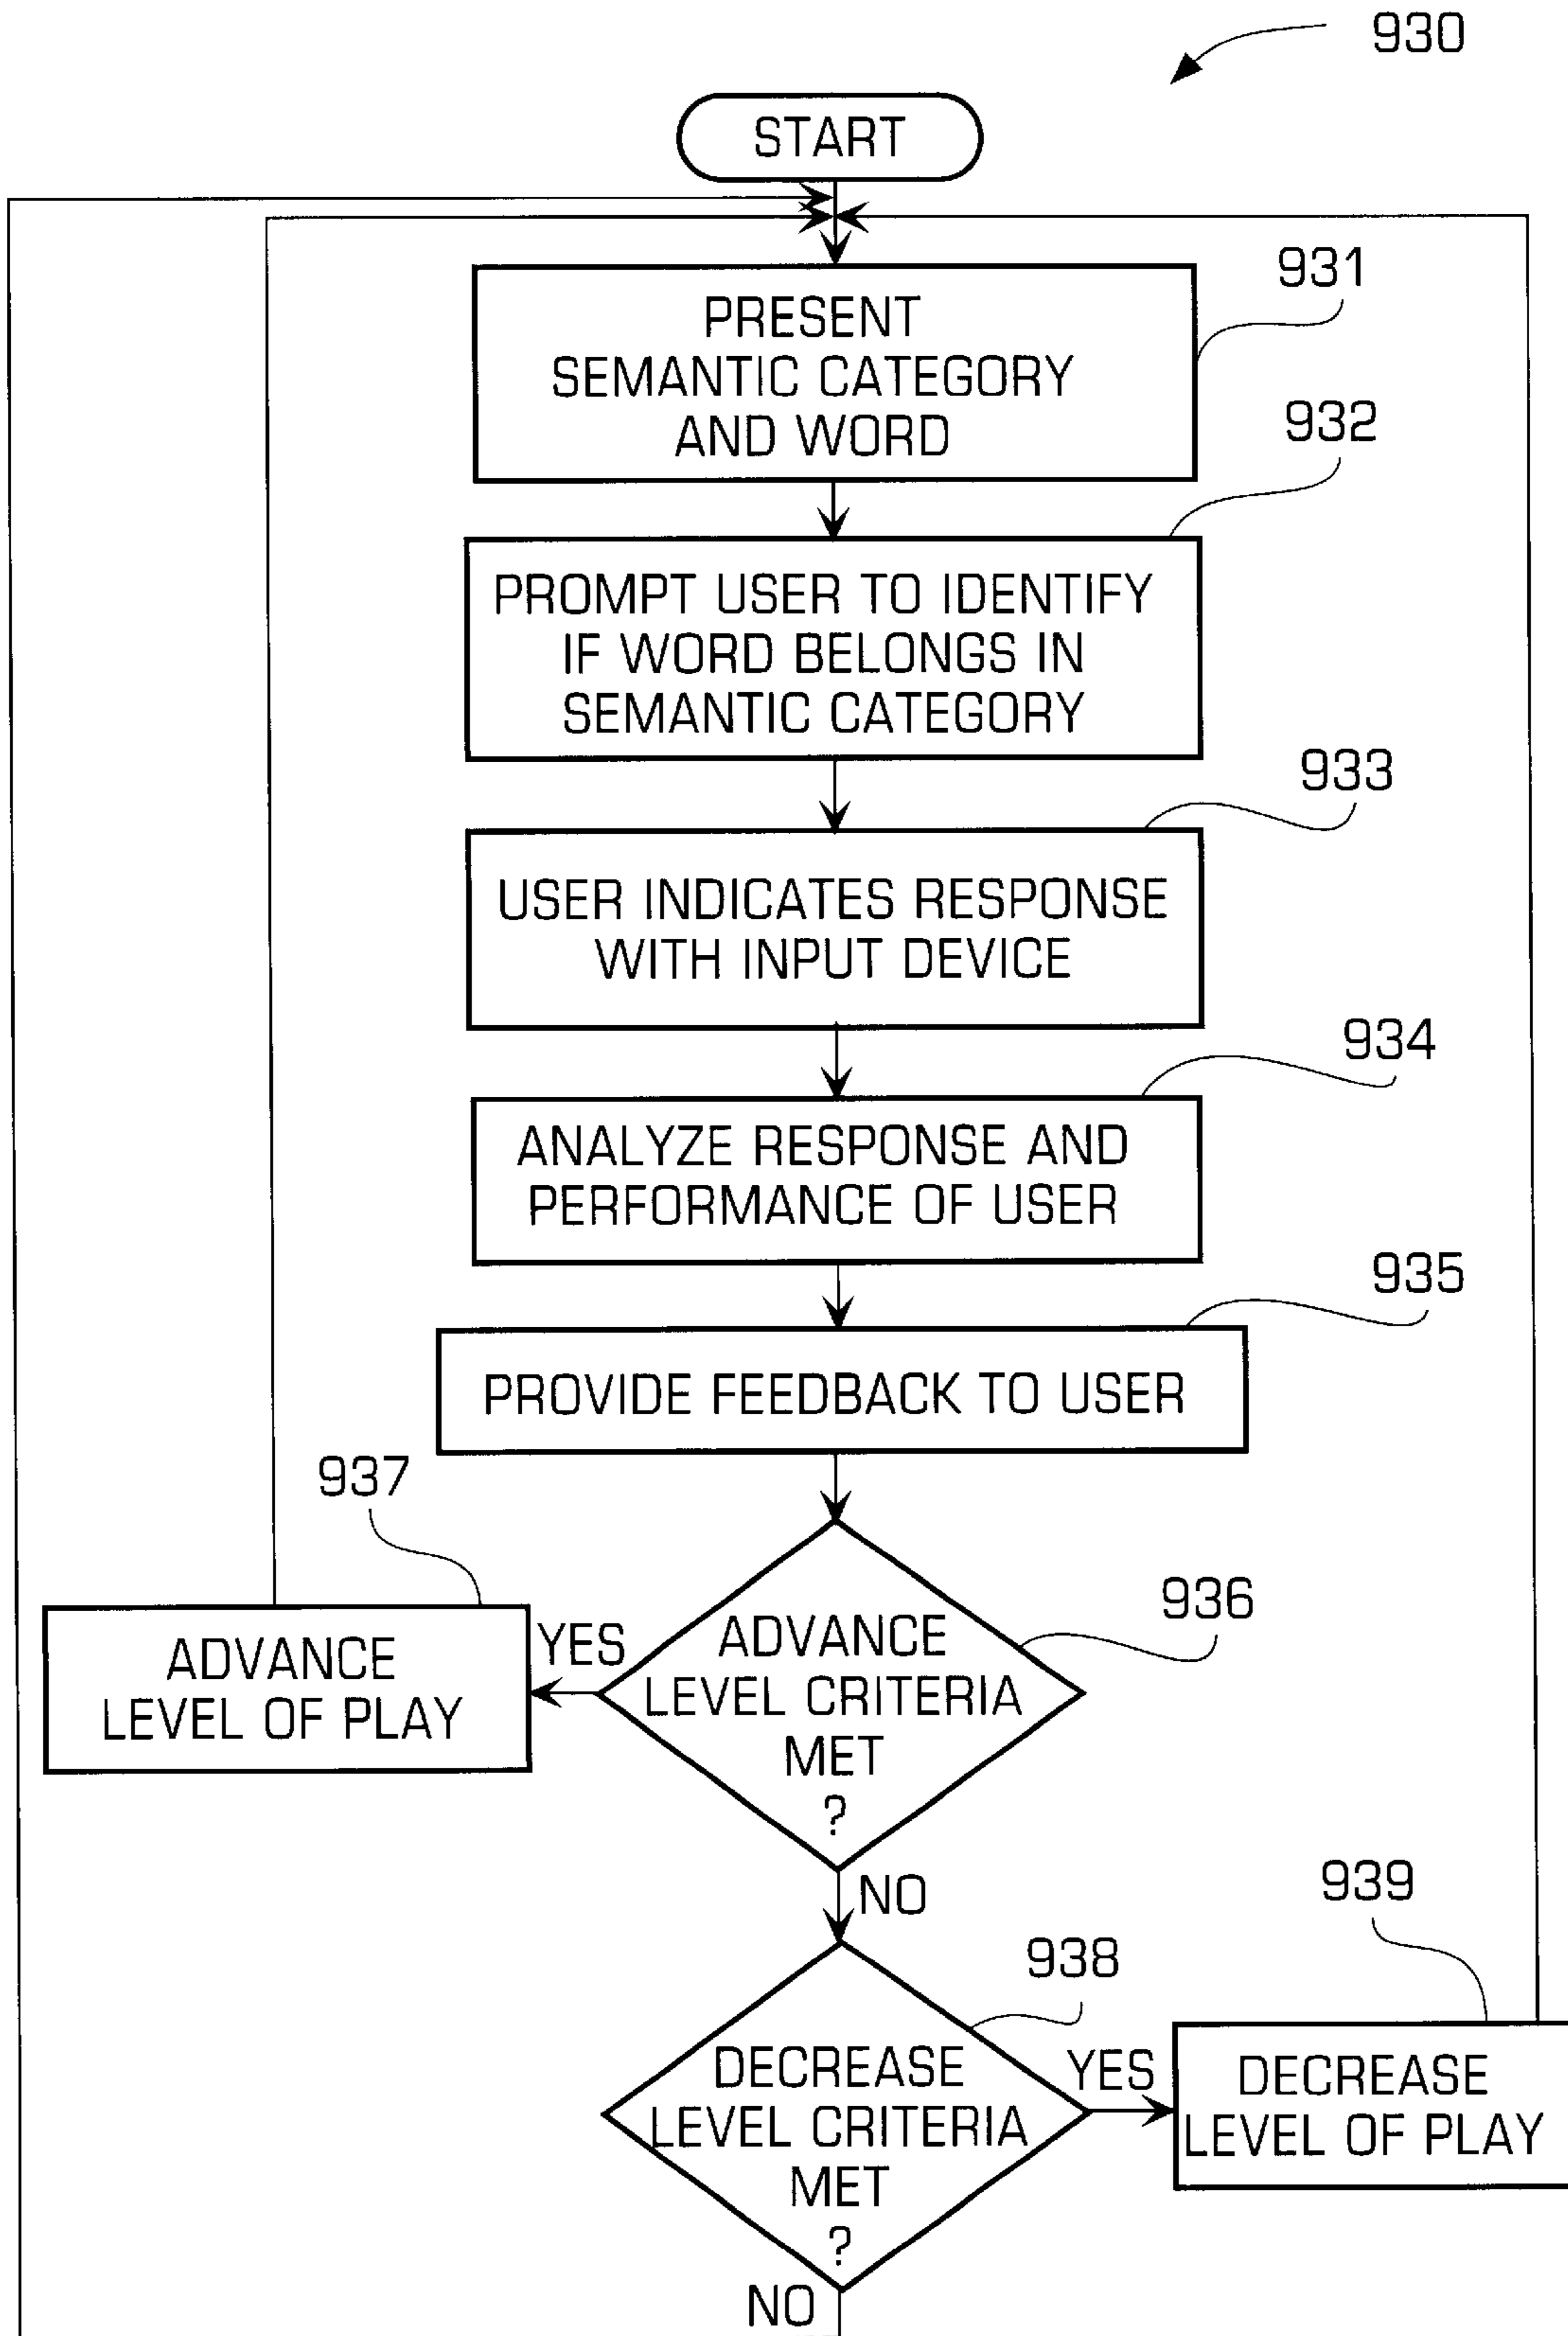 930
START
931
PRESENT
SEMANTIC CATEGORY
AND WORD
932
PROMPT USER TO IDENTIFY
IF WORD BELONGS IN
SEMANTIC CATEGORY
933
USER INDICATES RESPONSE
WITH INPUT DEVICE
934
ANALYZE RESPONSE AND
PERFORMANCE OF USER
935
PROVIDE FEEDBACK TO USER
937
936
ADVANCE
LEVEL OF PLAY
YES
ADVANCE
LEVEL CRITERIA
MET
?
NO
939
938
DECREASE
LEVEL CRITERIA
MET
?
YES
DECREASE
LEVEL OF PLAY
NO